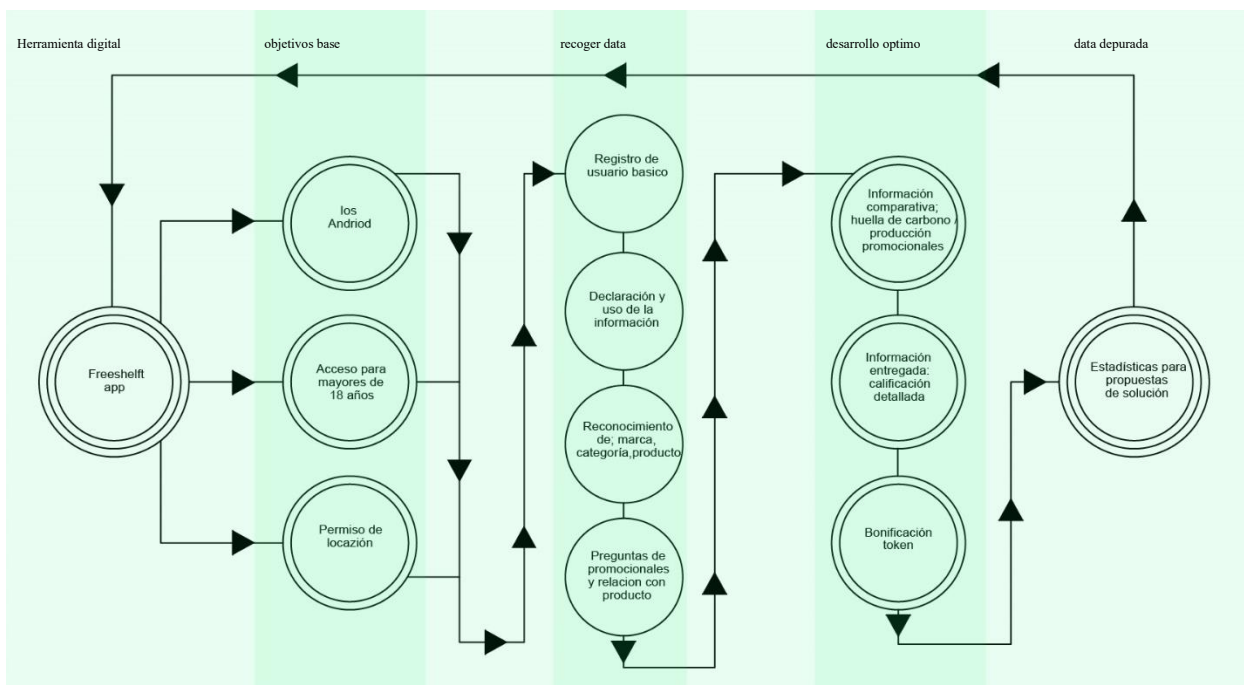 Herramienta digital
objetivos base
recoger data
desarrollo optimo
data depurada
Freeshelft
app
Ios
Andriod
Acceso para
mayores de
18 años
Permiso de
locazión
Registro de
usuario basico
Declaración y
uso de la
información
Reconocimiento
de; marca,
categoría,producto
Preguntas de
promocionales
y relacion con
producto
Información
comparativa;
huella de carbono /
producción
promocionales
Información
entregada:
calificación
detallada
Bonificación
token
Estadísticas para
propuestas
de solución